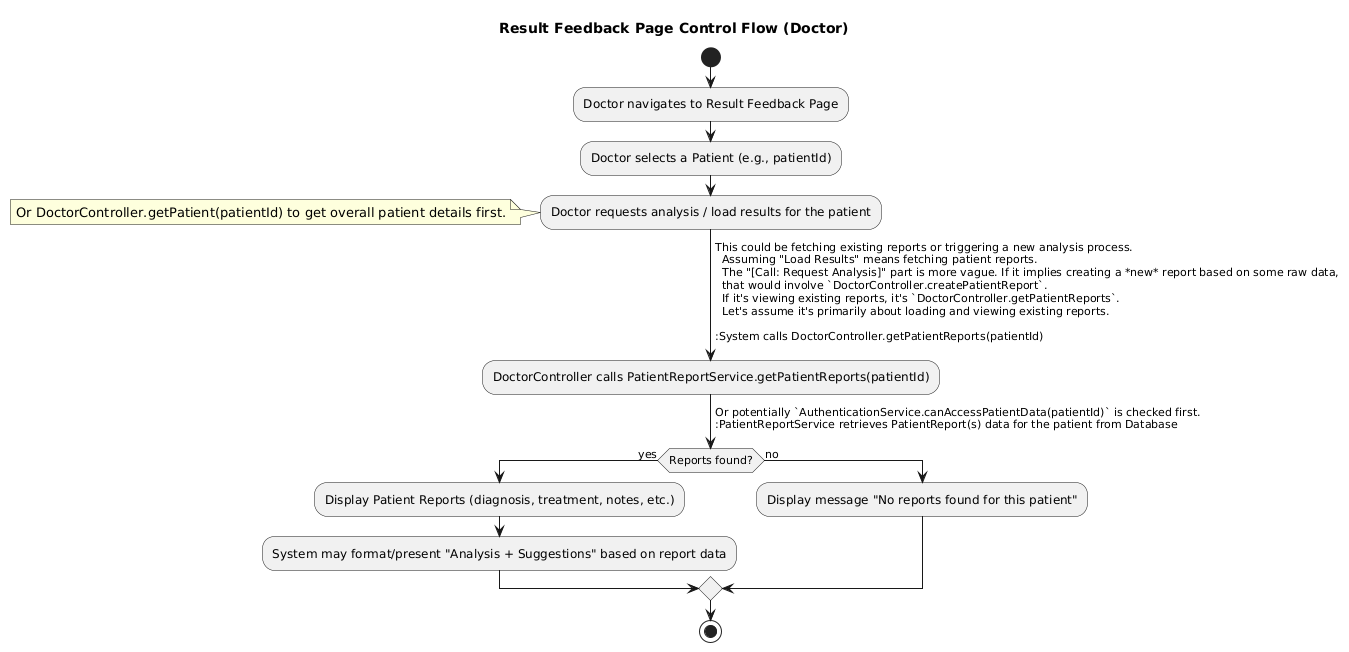 Result Feedback Page Control Flow (Doctor)
Doctor navigates to Result Feedback Page
Doctor selects a Patient (e.g., patientId)
Or DoctorController.getPatient(patientId) to get overall patient details first.
Doctor requests analysis / load results for the patient
This could be fetching existing reports or triggering a new analysis process.
Assuming "Load Results" means fetching patient reports.
The "[Call: Request Analysis]" part is more vague. If it implies creating a *new* report based on some raw data,
that would involve `DoctorController.createPatientReport`.
If it's viewing existing reports, it's `DoctorController.getPatientReports`.
Let's assume it's primarily about loading and viewing existing reports.
:System calls DoctorController.getPatientReports(patientId)
DoctorController calls PatientReportService.getPatientReports(patientId)
Or potentially `AuthenticationService.canAccessPatientData(patientId)` is checked first.
:PatientReportService retrieves PatientReport(s) data for the patient from Database
yes
Reports found?
no
Display Patient Reports (diagnosis, treatment, notes, etc.)
Display message "No reports found for this patient"
System may format/present "Analysis + Suggestions" based on report data